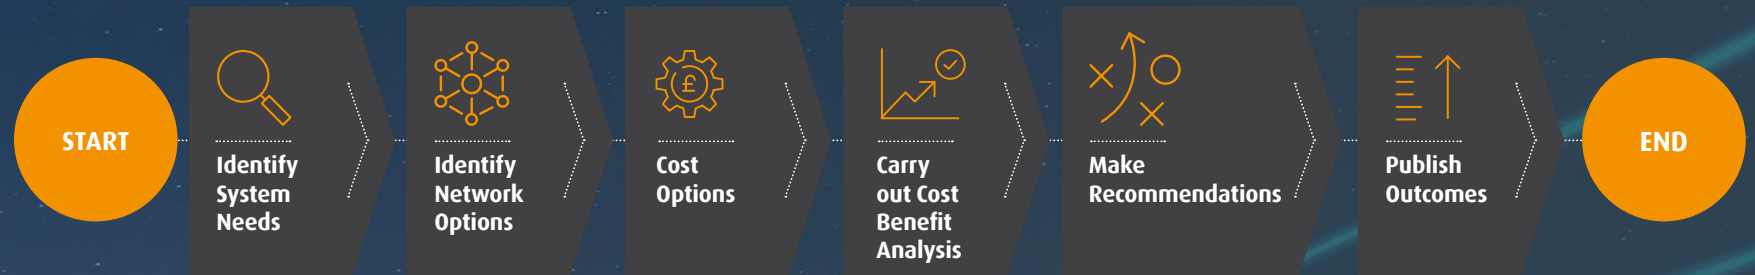 START
Identify
System
Needs
Identify
Network
Options
£
Cost
Options
Carry
out Cost
Benefit
Analysis
Make
Recommendations
Publish
Outcomes
END